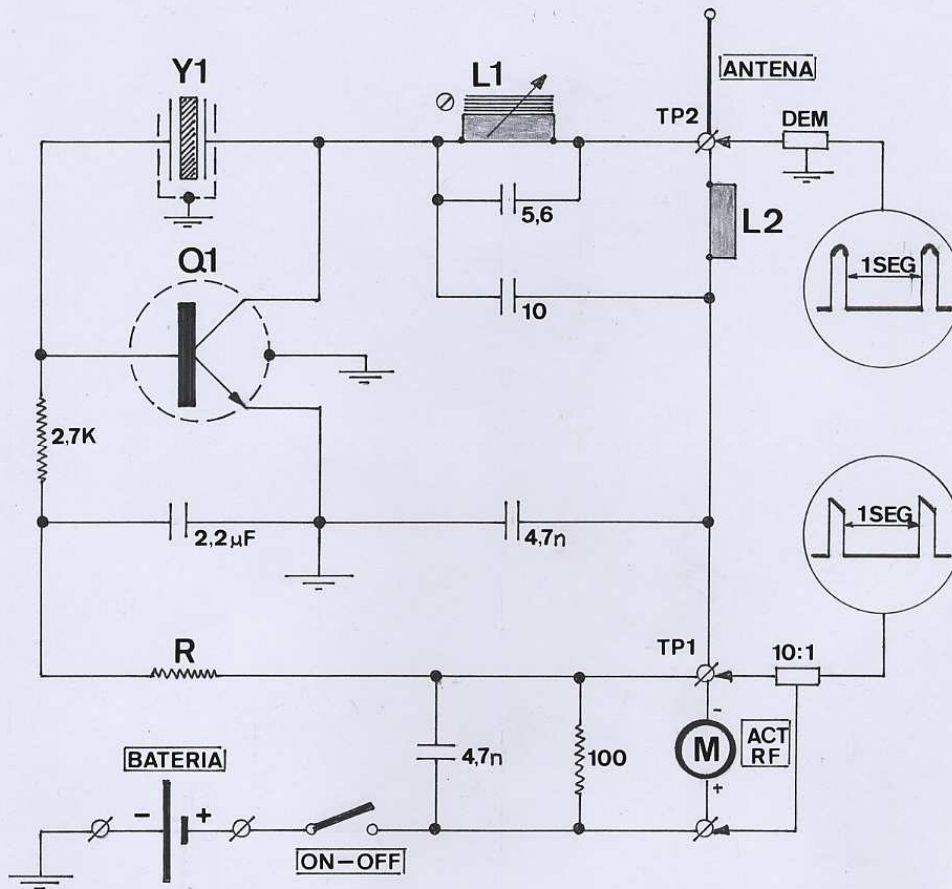 Y1
L1
ANTENA
TP2
DEM
5,6
L2
1SEG
Q1
10
2,7K
2,2µF
4,7n
1SEG
R
TP1
10:1
-
M
ACT
RF
+
4,7n
100
BATERIA
- +
ON-OFF